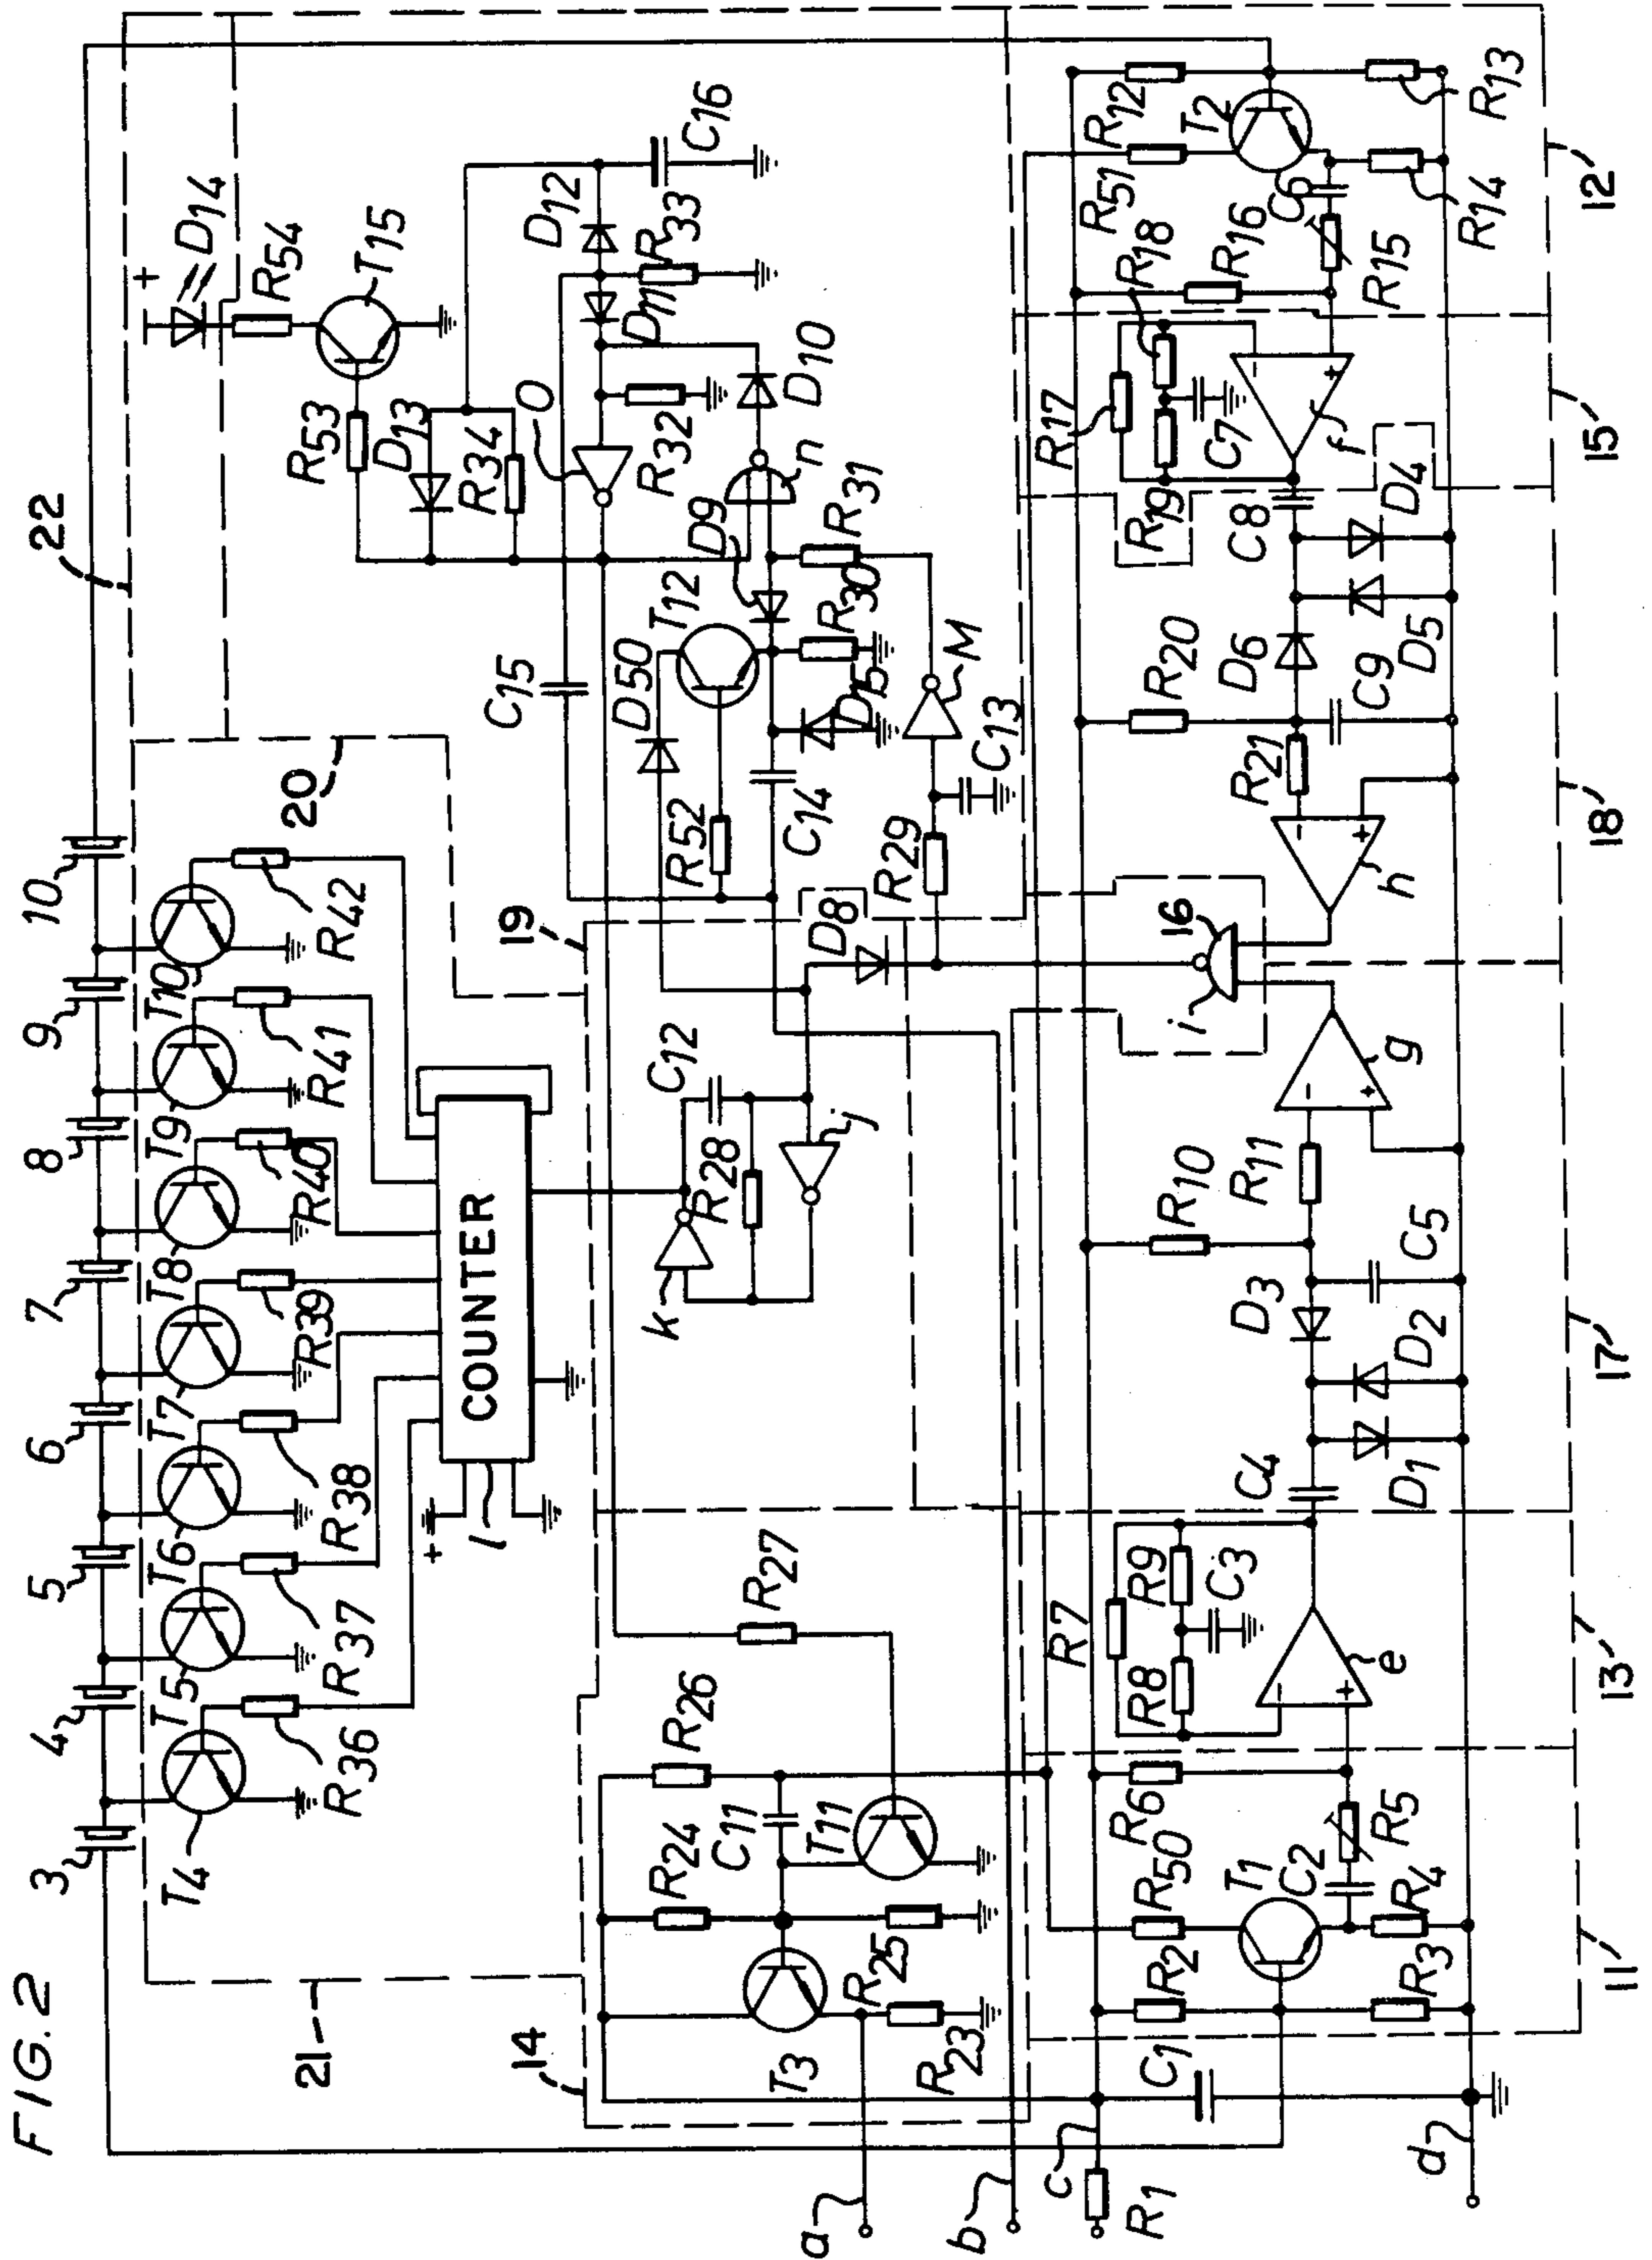 FIG. 2
3
4
5
6
7
8
9
10
22
T4
T5
T6
T7
T8
T9
T10
R36
R37
R38
R39
R40
R41
R42
20
21
COUNTER
+
l
+
D14
R54
T15
R53
D13
R34
D12
C16
R33
D11
O
R32
D10
n
D9
R31
C15
T12
D50
R30
D15
M
C13
R52
C14
R29
19
D8
C12
R28
j
k
14
R27
R26
R24
C11
T11
R25
T3
R23
a
b
c
R1
d
C1
R2
R3
R50
T1
C2
R4
R5
R6
11
R7
R8
R9
C3
-
+
e
13
C4
D1
D2
D3
C5
R10
R11
-
+
g
17
i
16
-
+
h
18
R21
R20
C9
D6
D5
D4
C8
R19
R17
C7
R18
-
+
f
15
R16
R15
C6
R51
R12
T2
R14
R13
12